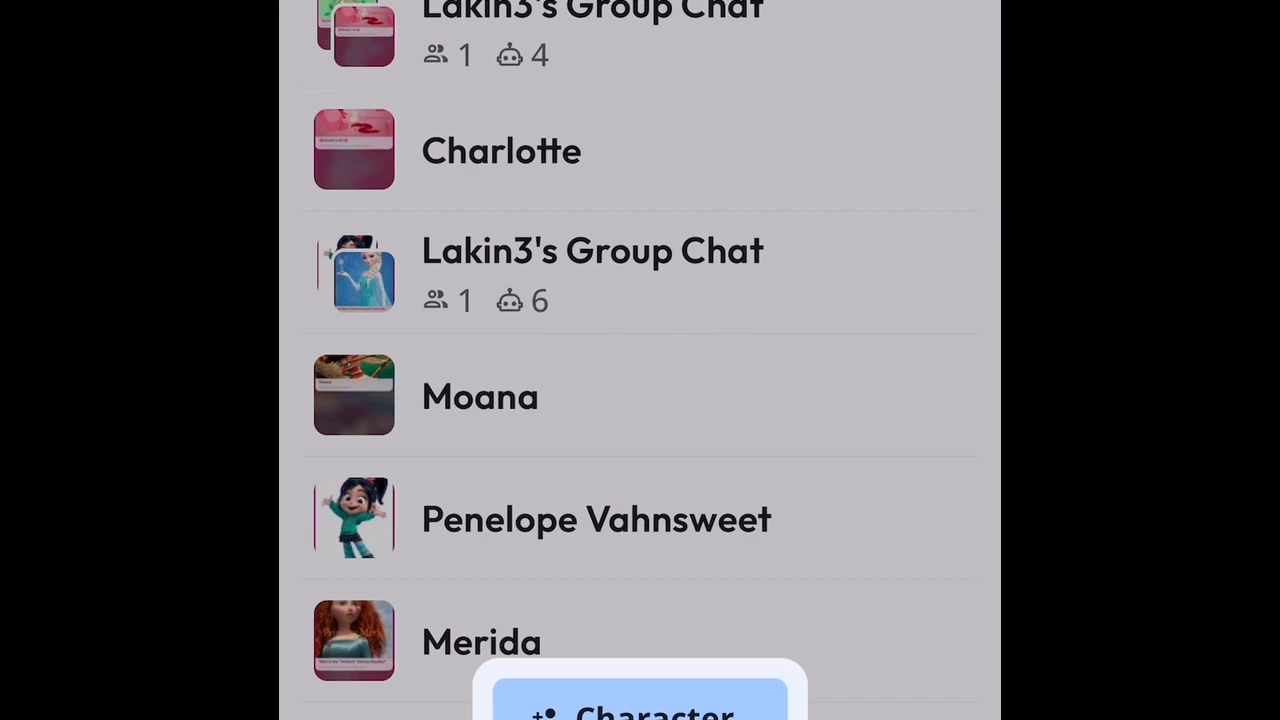 Lakin3's Group Chat
1 4
Charlotte
Lakin3's Group Chat
1 6
Moana
Penelope Vahnsweet
Merida
Character